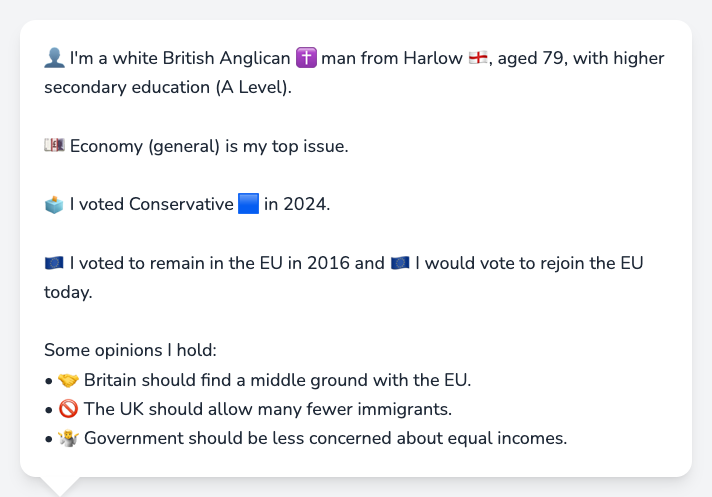 👤 I'm a white British Anglican ✝️ man from Harlow 🏴󠁧󠁢󠁥󠁮󠁧󠁿, aged 79, with higher
secondary education (A Level).
💷 Economy (general) is my top issue.
🗳️ I voted Conservative 🟦 in 2024.
🇪🇺 I voted to remain in the EU in 2016 and 🇪🇺 I would vote to rejoin the EU
today.
Some opinions I hold:
• 🤝 Britain should find a middle ground with the EU.
• 🚫 The UK should allow many fewer immigrants.
• 🤷 Government should be less concerned about equal incomes.